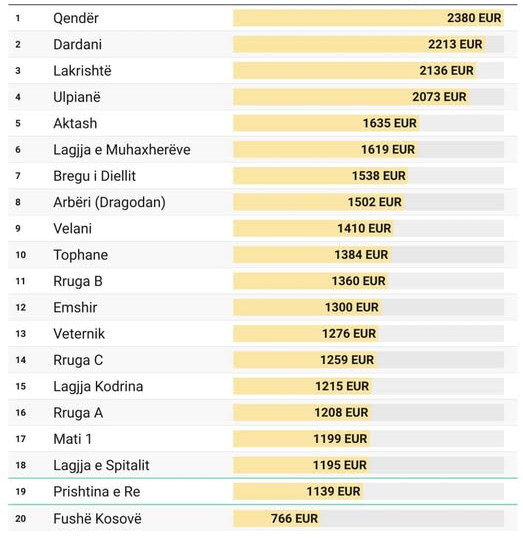 1 Qendër 2380 EUR
2 Dardani 2213 EUR
3 Lakrishtë 2136 EUR
4 Ulpianë 2073 EUR
5 Aktash 1635 EUR
6 Lagjja e Muhaxherëve 1619 EUR
7 Bregu i Diellit 1538 EUR
8 Arbëri (Dragodan) 1502 EUR
9 Velani 1410 EUR
10 Tophane 1384 EUR
11 Rruga B 1360 EUR
12 Emshir 1300 EUR
13 Veternik 1276 EUR
14 Rruga C 1259 EUR
15 Lagjja Kodrina 1215 EUR
16 Rruga A 1208 EUR
17 Mati 1 1199 EUR
18 Lagjja e Spitalit 1195 EUR
19 Prishtina e Re 1139 EUR
20 Fushë Kosovë 766 EUR